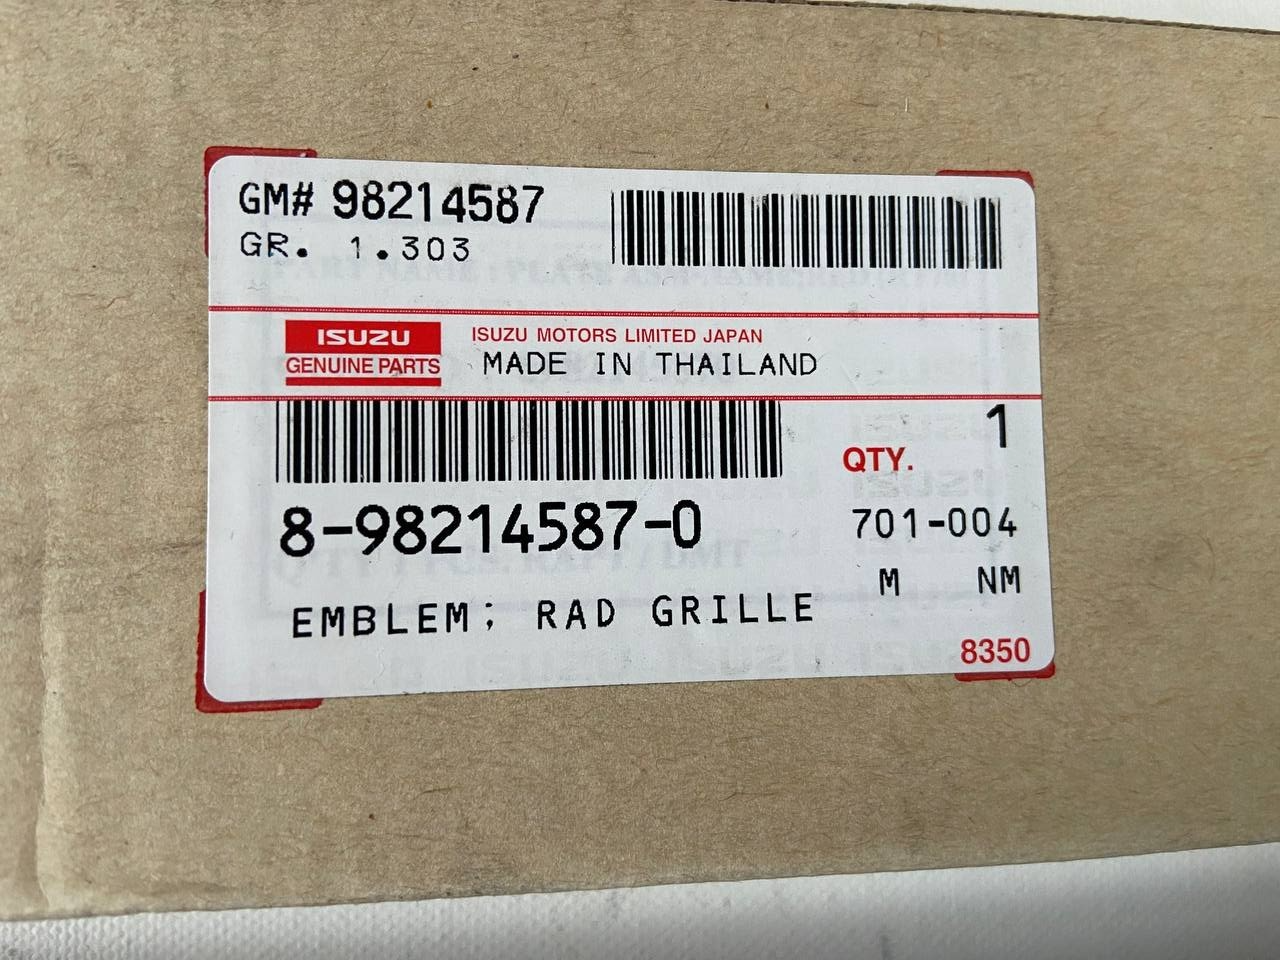 GM# 98214587
GR. 1.303
ISUZU
GENUINE PARTS
ISUZU MOTORS LIMITED JAPAN
MADE IN THAILAND
1
QTY.
8-98214587-0
701-004
M NM
EMBLEM; RAD GRILLE
8350